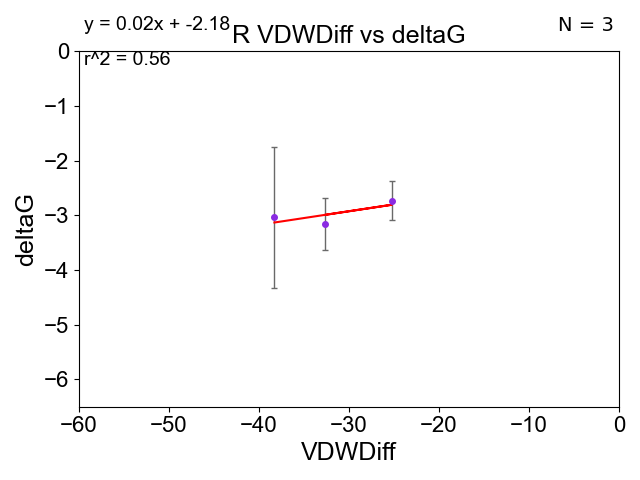 y = 0.02x + -2.18
N = 3
R VDWDiff vs deltaG
r^2 = 0.56
deltaG
0
−1
−2
−3
−4
−5
−6
−60
−50
−40
−30
−20
−10
0
VDWDiff